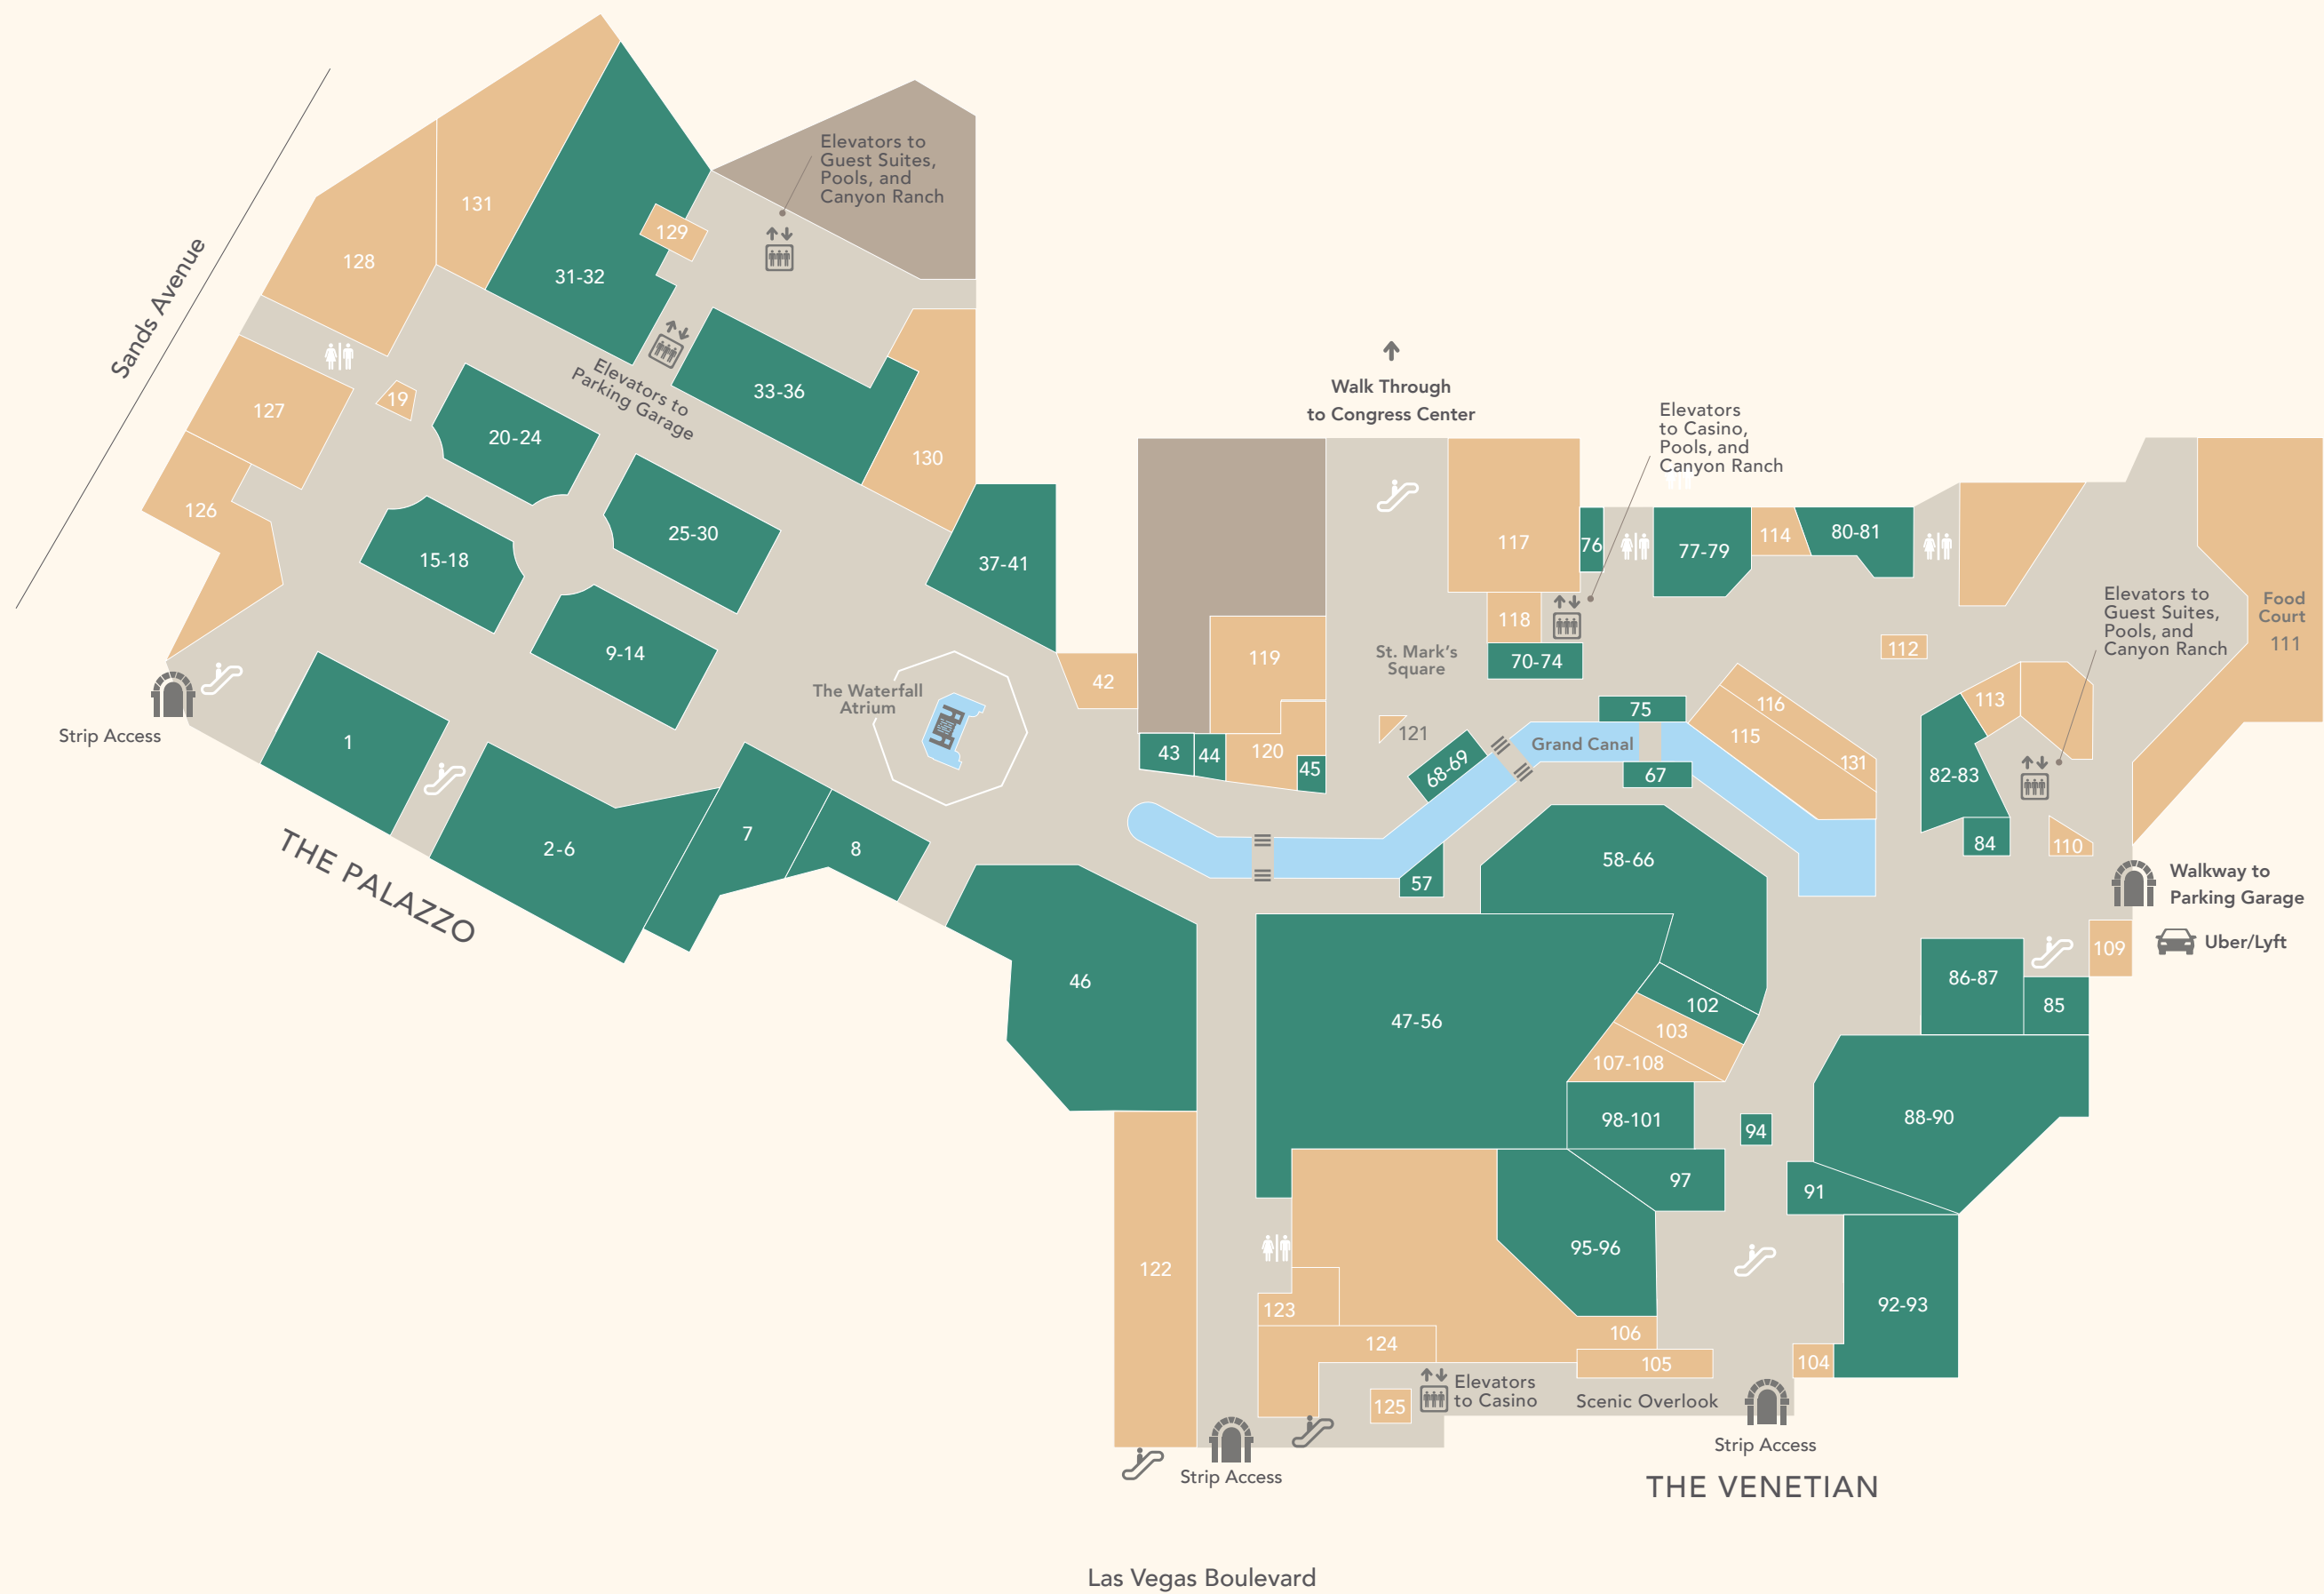 Elevators to
Guest Suites,
Pools, and
Canyon Ranch
131
129
128
31-32
Sands Avenue
Elevators to
Parking Garage
127
19
20-24
33-36
126
130
15-18
25-30
37-41
9-14
Strip Access
1
2-6
7
8
THE PALAZZO
The Waterfall
Atrium
42
Walk Through
to Congress Center
Elevators
to Casino,
Pools, and
Canyon Ranch
117
76
77-79
114
80-81
118
70-74
119
St. Mark's
Square
112
Food
Court
111
Elevators to
Guest Suites,
Pools, and
Canyon Ranch
43
44
120
45
121
68-69
75
Grand Canal
67
116
115
131
113
82-83
84
110
57
58-66
Walkway to
Parking Garage
109
Uber/Lyft
46
47-56
102
103
107-108
86-87
85
98-101
94
88-90
97
91
95-96
122
92-93
123
124
106
105
104
125
Elevators
to Casino
Scenic Overlook
Strip Access
Strip Access
THE VENETIAN
Las Vegas Boulevard